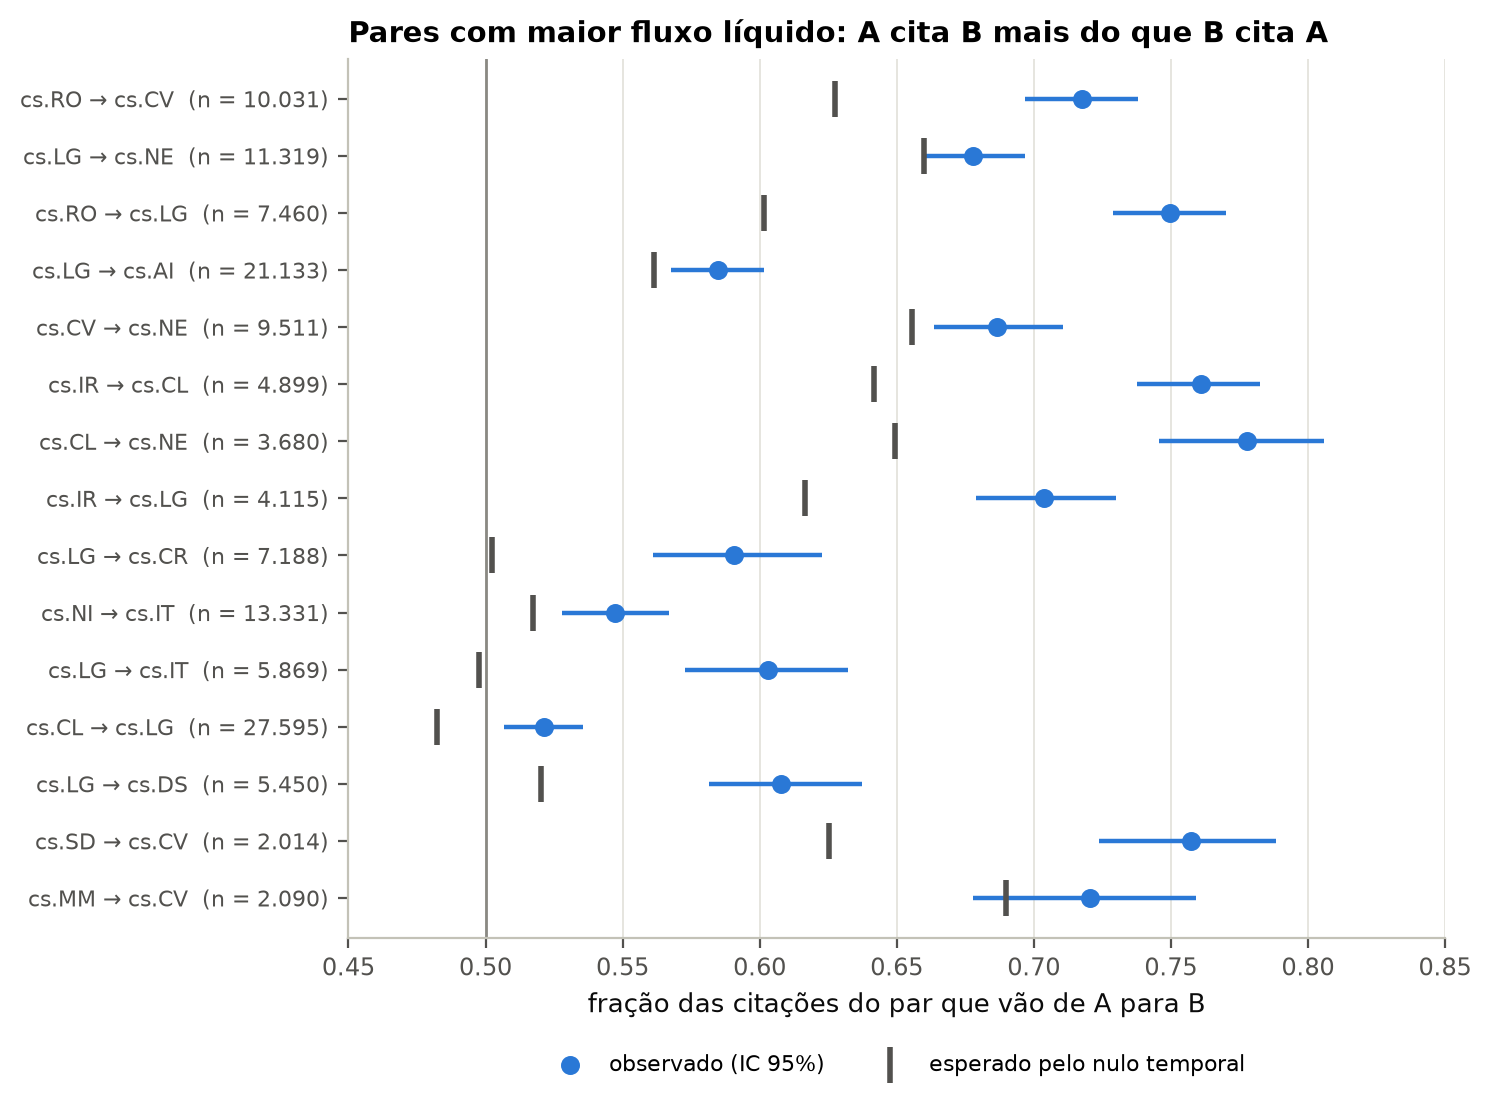 Pares com maior fluxo líquido: A cita B mais do que B cita A
cs.RO → cs.CV (n = 10.031)
cs.LG → cs.NE (n = 11.319)
cs.RO → cs.LG (n = 7.460)
cs.LG → cs.AI (n = 21.133)
cs.CV → cs.NE (n = 9.511)
cs.IR → cs.CL (n = 4.899)
cs.CL → cs.NE (n = 3.680)
cs.IR → cs.LG (n = 4.115)
cs.LG → cs.CR (n = 7.188)
cs.NI → cs.IT (n = 13.331)
cs.LG → cs.IT (n = 5.869)
cs.CL → cs.LG (n = 27.595)
cs.LG → cs.DS (n = 5.450)
cs.SD → cs.CV (n = 2.014)
cs.MM → cs.CV (n = 2.090)
0.45 0.50 0.55 0.60 0.65 0.70 0.75 0.80 0.85
fração das citações do par que vão de A para B
observado (IC 95%) esperado pelo nulo temporal